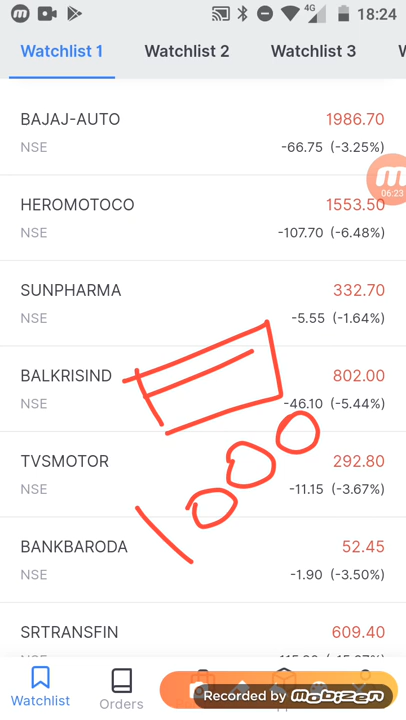 18:24
4G
Watchlist 1 Watchlist 2 Watchlist 3
BAJAJ-AUTO 1986.70
NSE -66.75 (-3.25%)
06:23
HEROMOTOCO 1553.50
NSE -107.70 (-6.48%)
SUNPHARMA 332.70
NSE -5.55 (-1.64%)
BALKRISIND 802.00
NSE -46.10 (-5.44%)
TVSMOTOR 292.80
NSE -11.15 (-3.67%)
BANKBARODA 52.45
NSE -1.90 (-3.50%)
SRTRANSFIN 609.40
Watchlist Orders
Recorded by mobizen